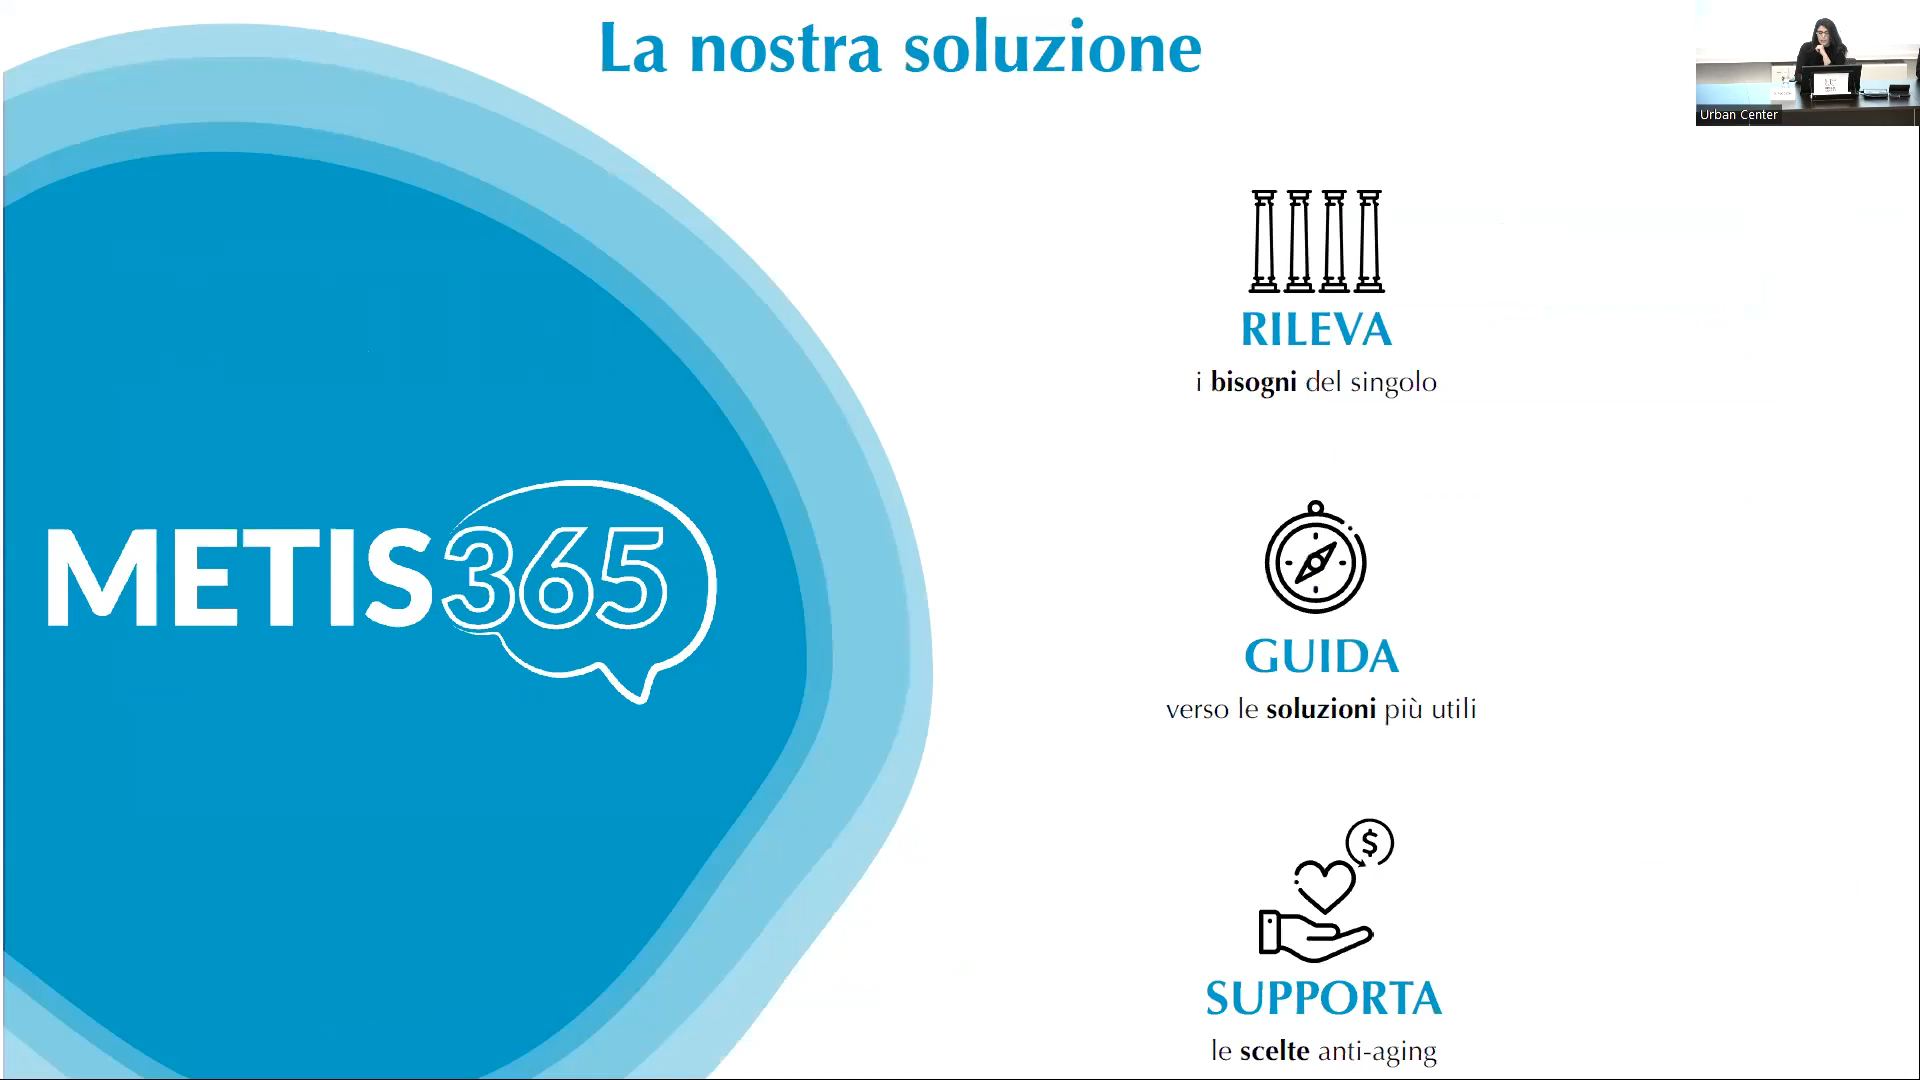 La nostra soluzione
Urban Center
RILEVA
i bisogni del singolo
METIS365
GUIDA
verso le soluzioni più utili
$
SUPPORTA
le scelte anti-aging